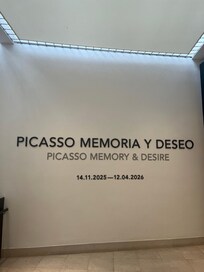 PICASSO MEMORIA Y DESEO
PICASSO MEMORY & DESIRE
14.11.2025—12.04.2026